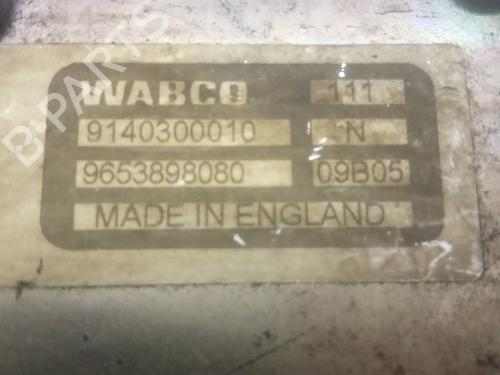 WABCO 111
9140300010 N
9653898080 09B05
MADE IN ENGLAND
B-PARTS